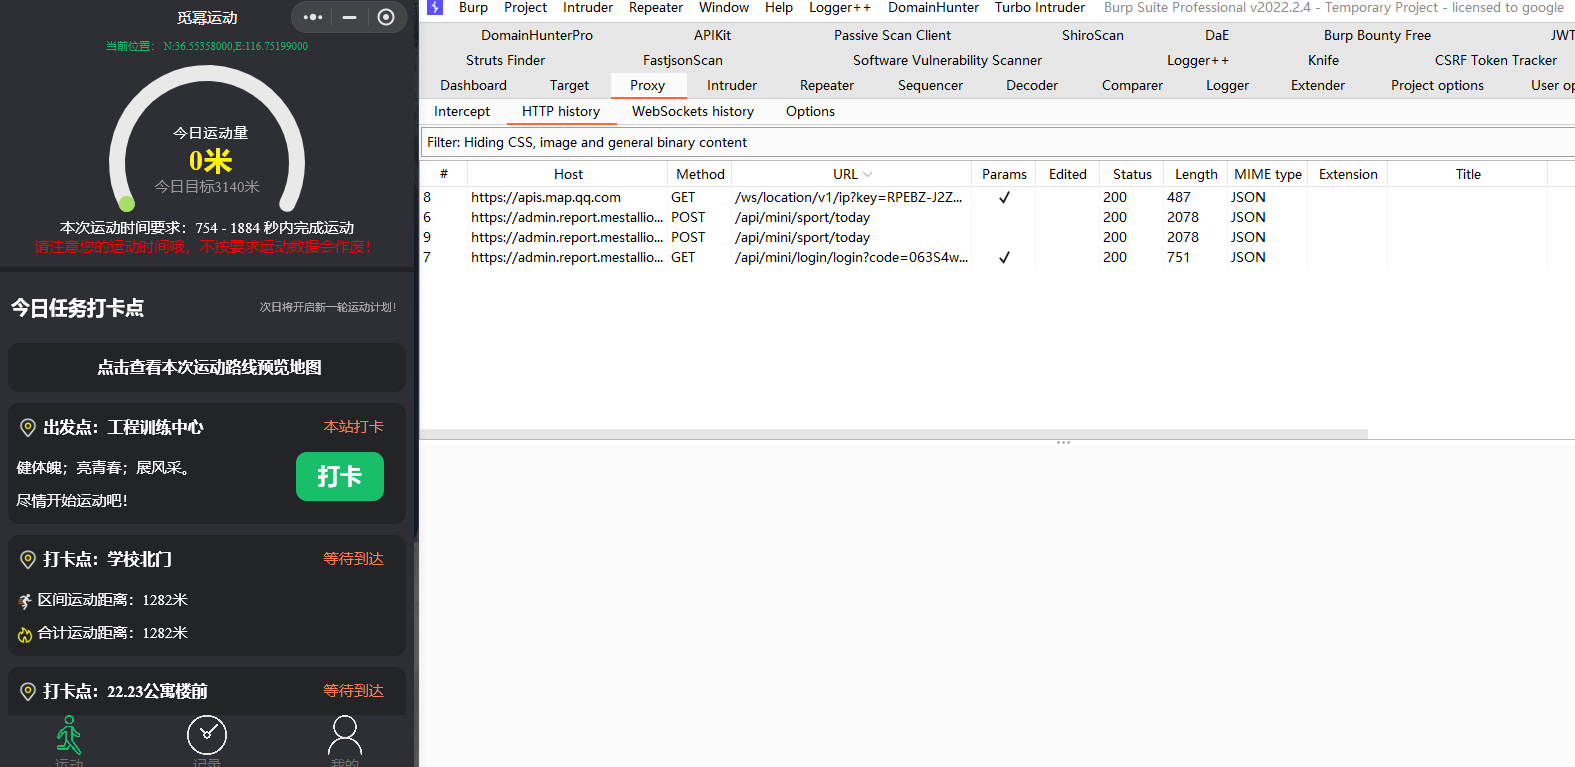 觅幂运动
当前位置： N:36.55358000,E:116.75199000
今日运动量
0米
今日目标3140米
本次运动时间要求：754 - 1884 秒内完成运动
请注意您的运动时间哦，不按要求运动数据会作废！
今日任务打卡点
次日将开启新一轮运动计划！
点击查看本次运动路线预览地图
出发点：工程训练中心
本站打卡
健体魄；亮青春；展风采。
打卡
尽情开始运动吧！
打卡点：学校北门
等待到达
区间运动距离：1282米
合计运动距离：1282米
打卡点：22.23公寓楼前
等待到达
运动 记录 我的
Burp Project Intruder Repeater Window Help Logger++ DomainHunter Turbo Intruder Burp Suite Professional v2022.2.4 - Temporary Project - licensed to google
DomainHunterPro APIKit Passive Scan Client ShiroScan DaE Burp Bounty Free JWT
Struts Finder FastjsonScan Software Vulnerability Scanner Logger++ Knife CSRF Token Tracker
Dashboard Target Proxy Intruder Repeater Sequencer Decoder Comparer Logger Extender Project options User op
Intercept HTTP history WebSockets history Options
Filter: Hiding CSS, image and general binary content
# Host Method URL Params Edited Status Length MIME type Extension Title
8 https://apis.map.qq.com GET /ws/location/v1/ip?key=RPEBZ-J2Z... ✓ 200 487 JSON
6 https://admin.report.mestallio... POST /api/mini/sport/today 200 2078 JSON
9 https://admin.report.mestallio... POST /api/mini/sport/today 200 2078 JSON
7 https://admin.report.mestallio... GET /api/mini/login/login?code=063S4w... ✓ 200 751 JSON